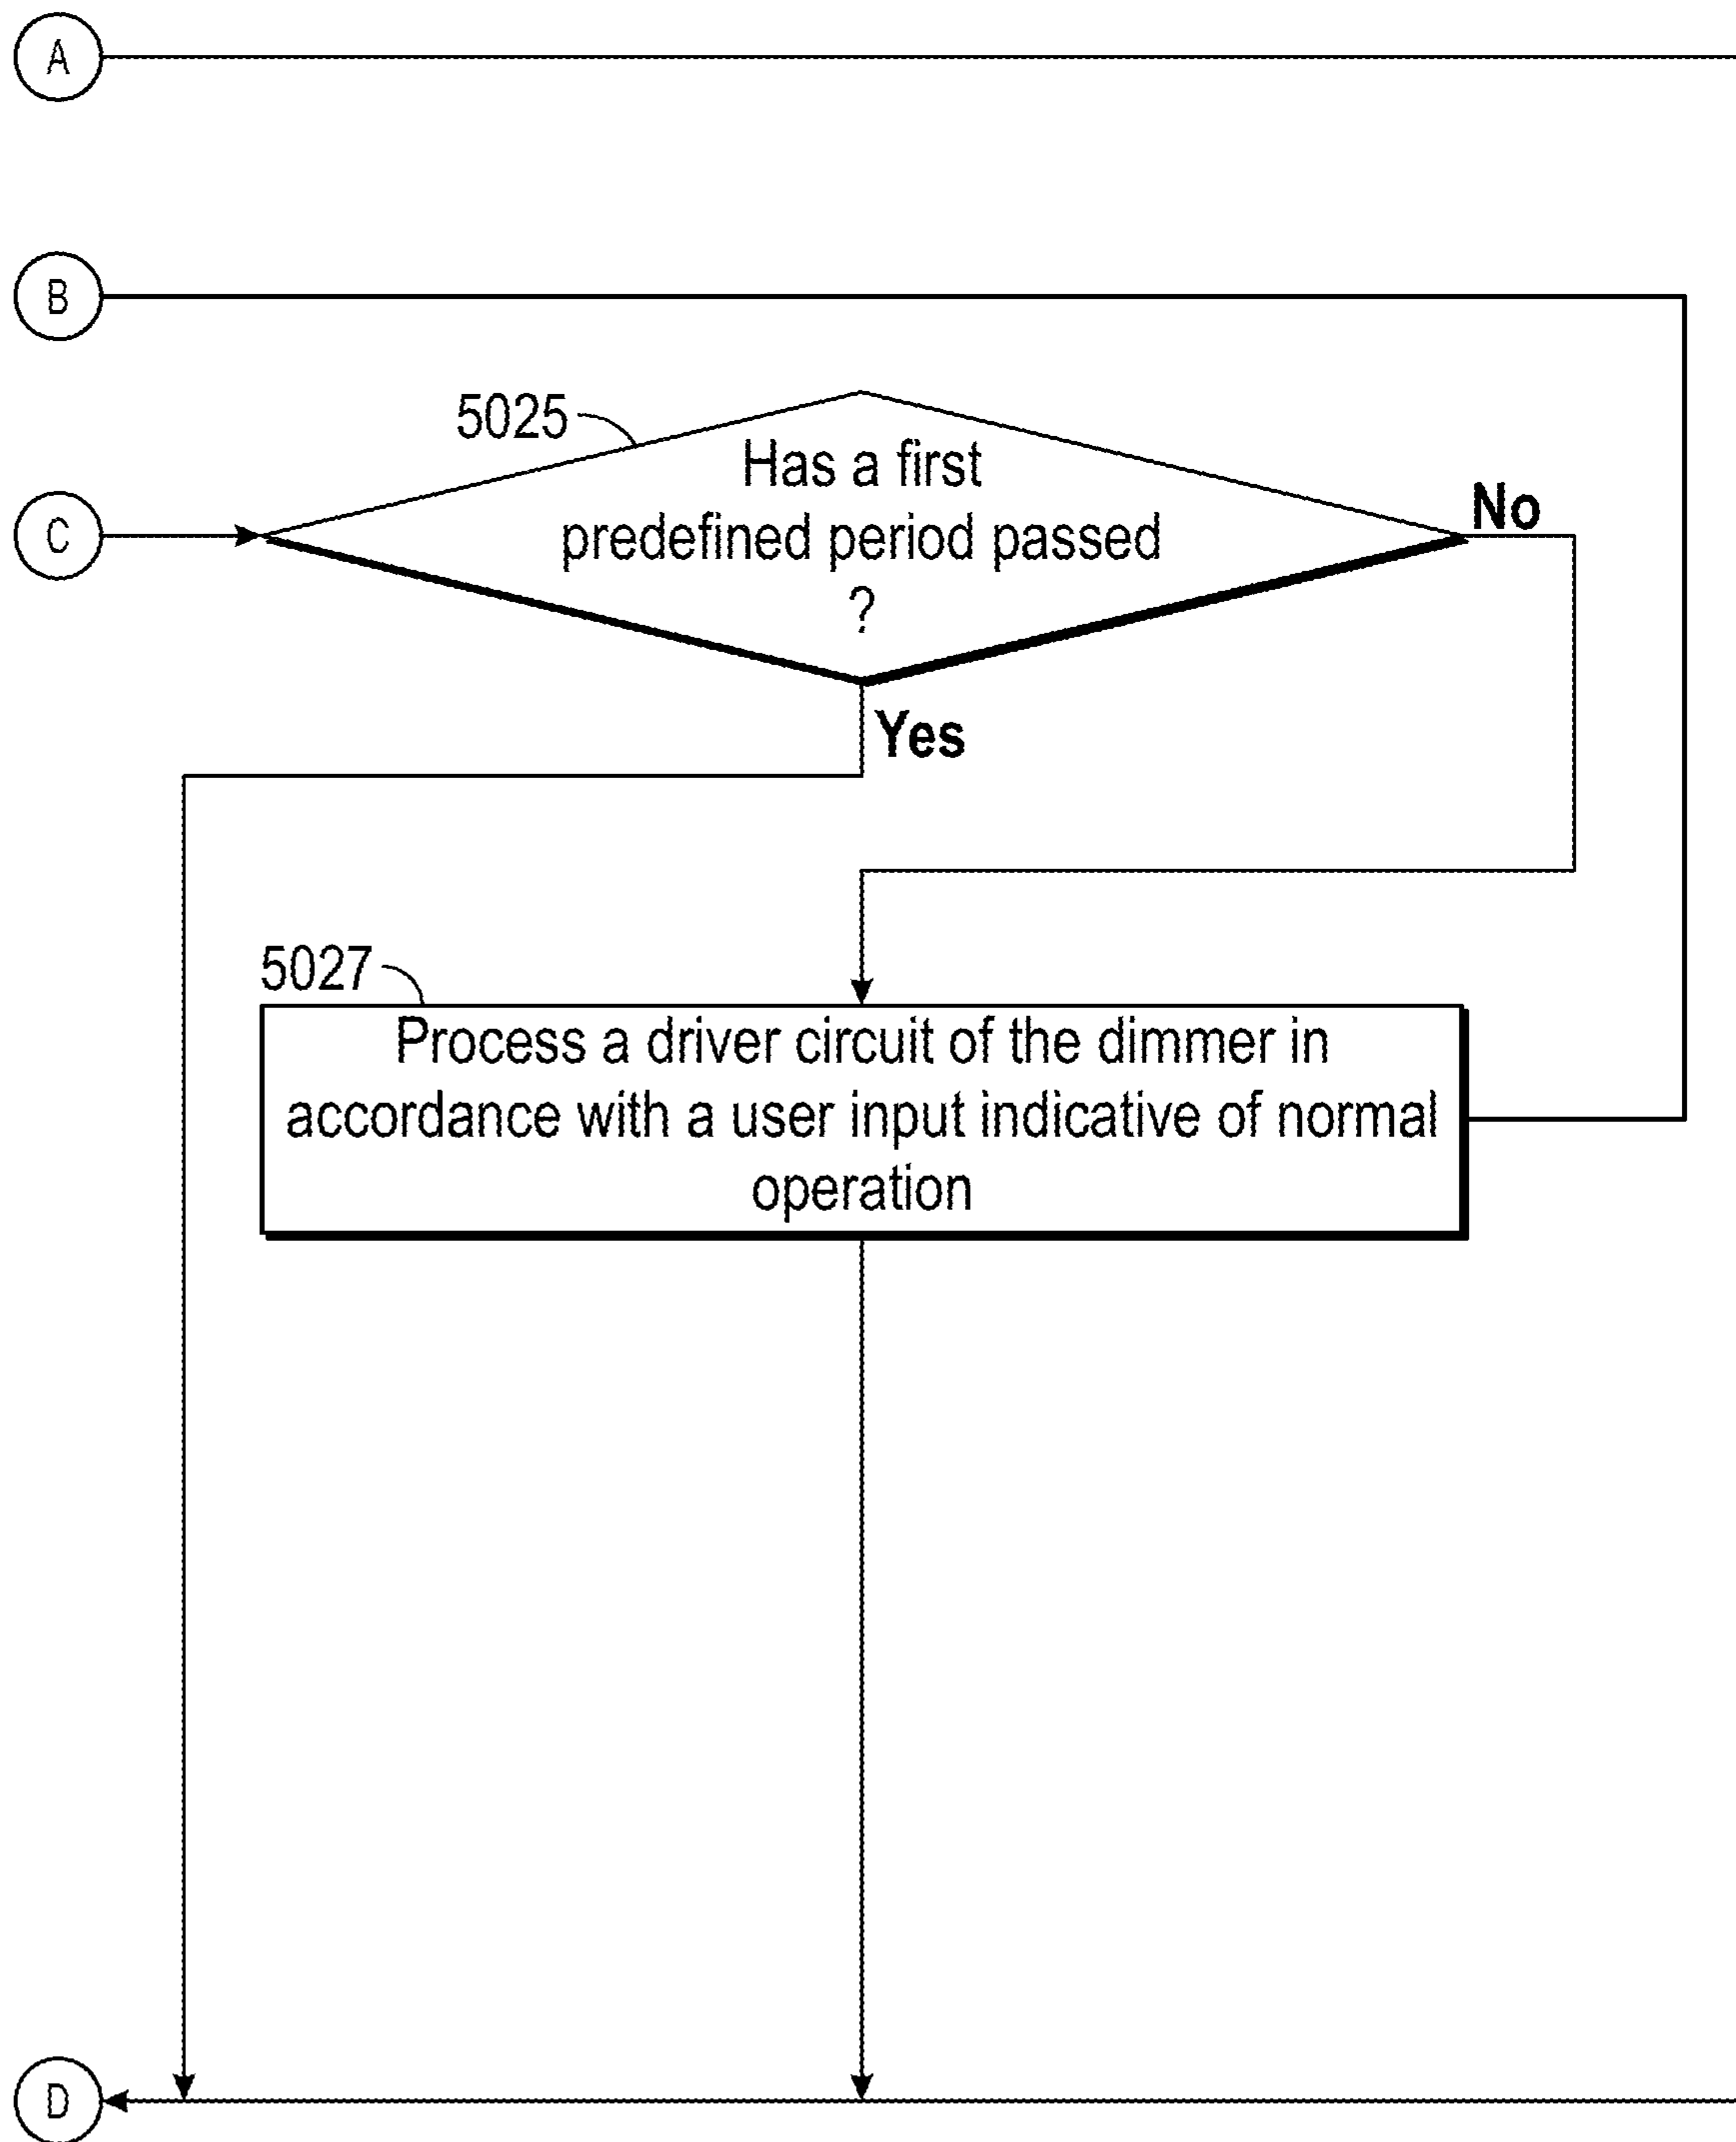 A
B
5025
Has a first
predefined period passed
?
C
No
Yes
5027
Process a driver circuit of the dimmer in
accordance with a user input indicative of normal
operation
D